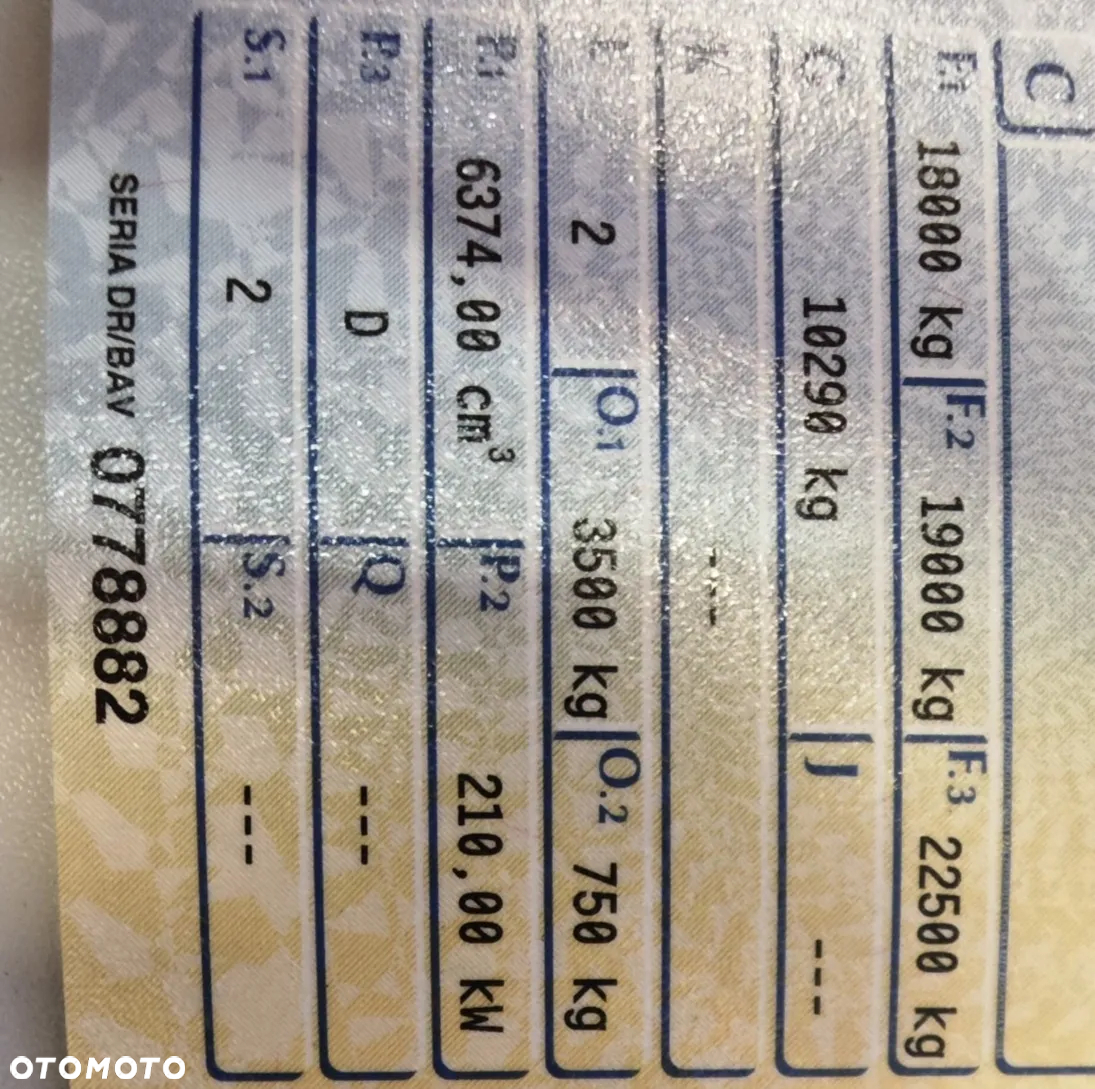 C
F.1 18000 kg F.2 19000 kg F.3 22500 kg
G 10290 kg J ---
K ---
L 2 O.1 3500 kg O.2 750 kg
P.1 6374,00 cm³ P.2 210,00 kW
P.3 D Q ---
S.1 2 S.2 ---
SERIA DR/BAV 0778882
OTOMOTO